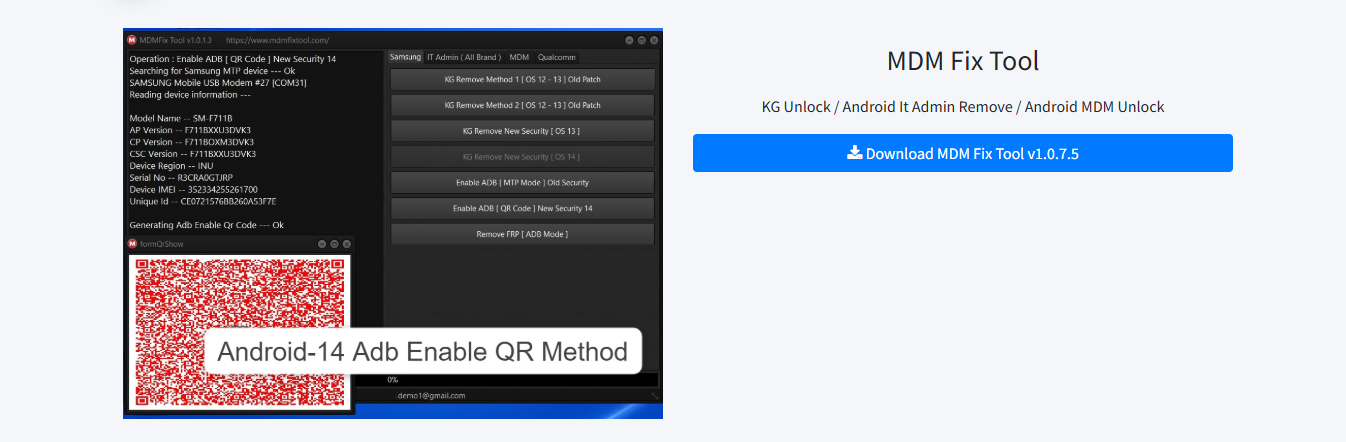 MDMFix Tool v1.0.1.3 https://www.mdmfixtool.com/
Operation : Enable ADB [ QR Code ] New Security 14
Searching for Samsung MTP device --- Ok
SAMSUNG Mobile USB Modem #27 [COM31]
Reading device information ---
Model Name -- SM-F711B
AP Version -- F711BXXU3DVK3
CP Version -- F711BOXM3DVK3
CSC Version -- F711BXXU3DVK3
Device Region -- INU
Serial No -- R3CRA0GTJRP
Device IMEI -- 352334255261700
Unique Id -- CE0721576BB260A53F7E
Generating Adb Enable Qr Code --- Ok
formQrShow
Samsung IT Admin ( All Brand ) MDM Qualcomm
KG Remove Method 1 [ OS 12 - 13 ] Old Patch
KG Remove Method 2 [ OS 12 - 13 ] Old Patch
KG Remove New Security [ OS 13 ]
KG Remove New Security [ OS 14 ]
Enable ADB [ MTP Mode ] Old Security
Enable ADB [ QR Code ] New Security 14
Remove FRP [ ADB Mode ]
Android-14 Adb Enable QR Method
0%
demo1@gmail.com
MDM Fix Tool
KG Unlock / Android It Admin Remove / Android MDM Unlock
Download MDM Fix Tool v1.0.7.5